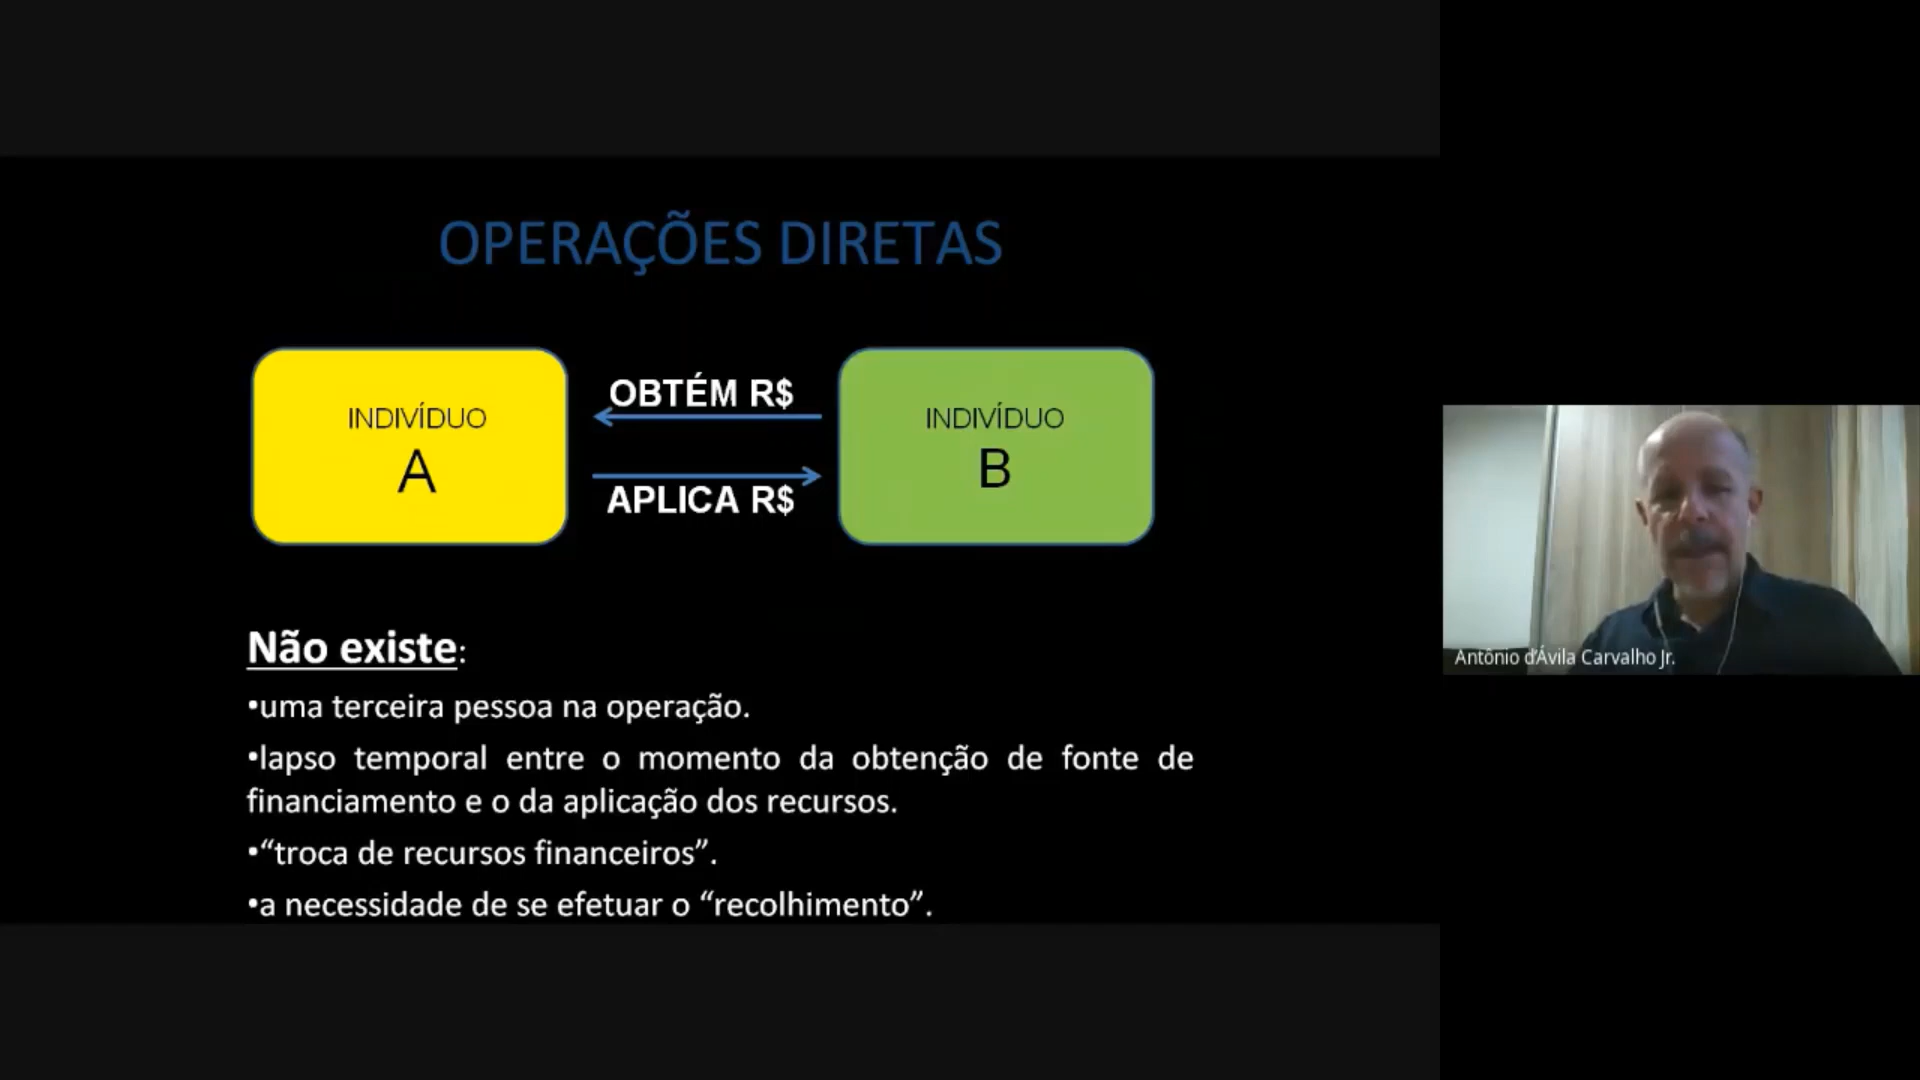 OPERAÇÕES DIRETAS
INDIVÍDUO
A
OBTÉM R$
APLICA R$
INDIVÍDUO
B
Não existe:
•uma terceira pessoa na operação.
•lapso temporal entre o momento da obtenção de fonte de
financiamento e o da aplicação dos recursos.
•“troca de recursos financeiros”.
•a necessidade de se efetuar o “recolhimento”.
Antônio d'Ávila Carvalho Jr.